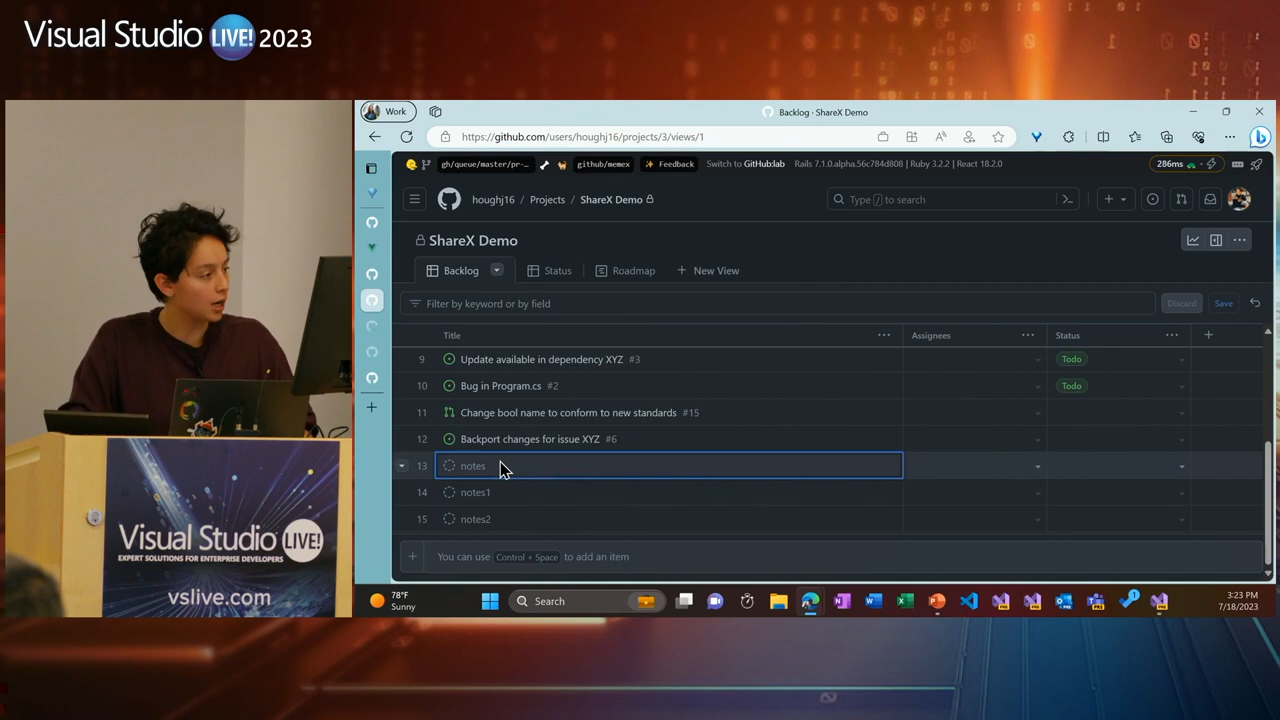 Visual Studio LIVE! 2023
Work
Backlog · ShareX Demo
https://github.com/users/houghj16/projects/3/views/1
gh/queue/master/pr-...
github/memex
Feedback
Switch to GitHub:lab
Rails 7.1.0.alpha.56c784d808 | Ruby 3.2.2 | React 18.2.0
286ms
houghj16 / Projects / ShareX Demo
Type / to search
ShareX Demo
Backlog
Status
Roadmap
+ New View
Filter by keyword or by field
Discard
Save
Title
Assignees
Status
9 Update available in dependency XYZ #3 Todo
10 Bug in Program.cs #2 Todo
11 Change bool name to conform to new standards #15
12 Backport changes for issue XYZ #6
13 notes
14 notes1
15 notes2
+ You can use Control + Space to add an item
78°F
Sunny
Search
3:23 PM
7/18/2023
Visual Studio LIVE!
EXPERT SOLUTIONS FOR ENTERPRISE DEVELOPERS
vslive.com